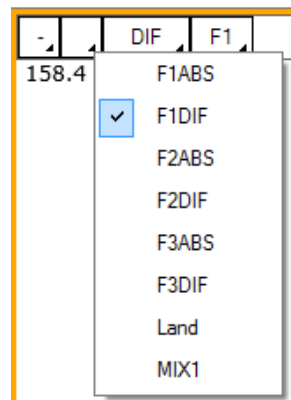 - DIF F1
158.4
F1ABS
F1DIF
F2ABS
F2DIF
F3ABS
F3DIF
Land
MIX1